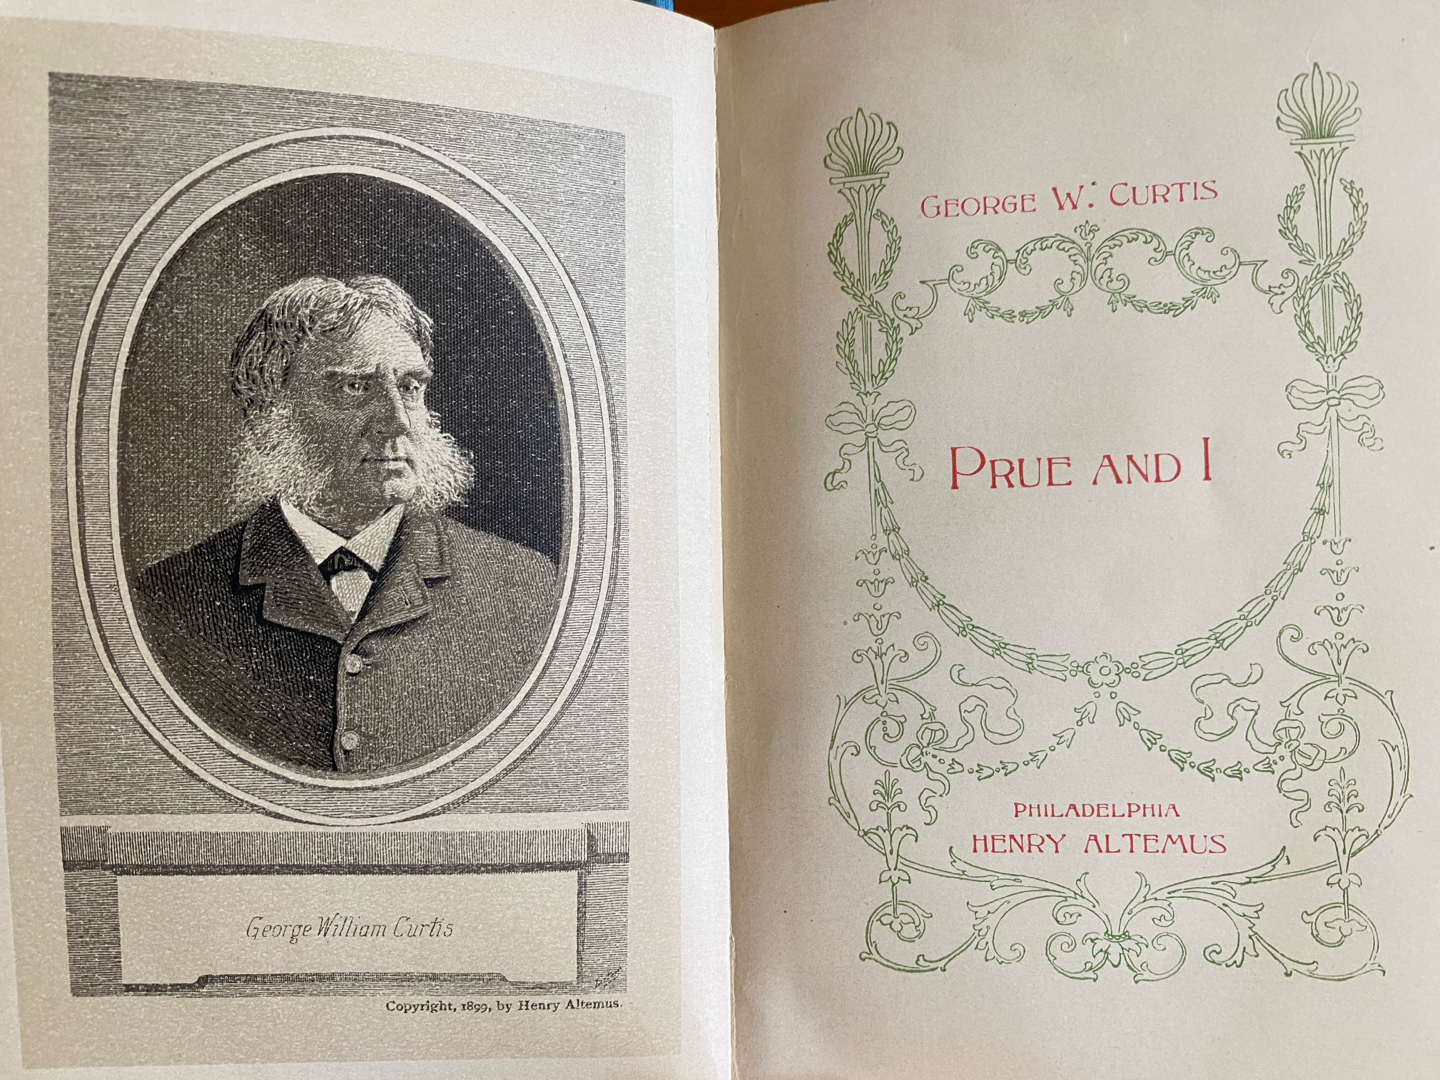 George William Curtis
Copyright, 1899, by Henry Altemus.
GEORGE W. CURTIS
PRUE AND I
PHILADELPHIA
HENRY ALTEMUS